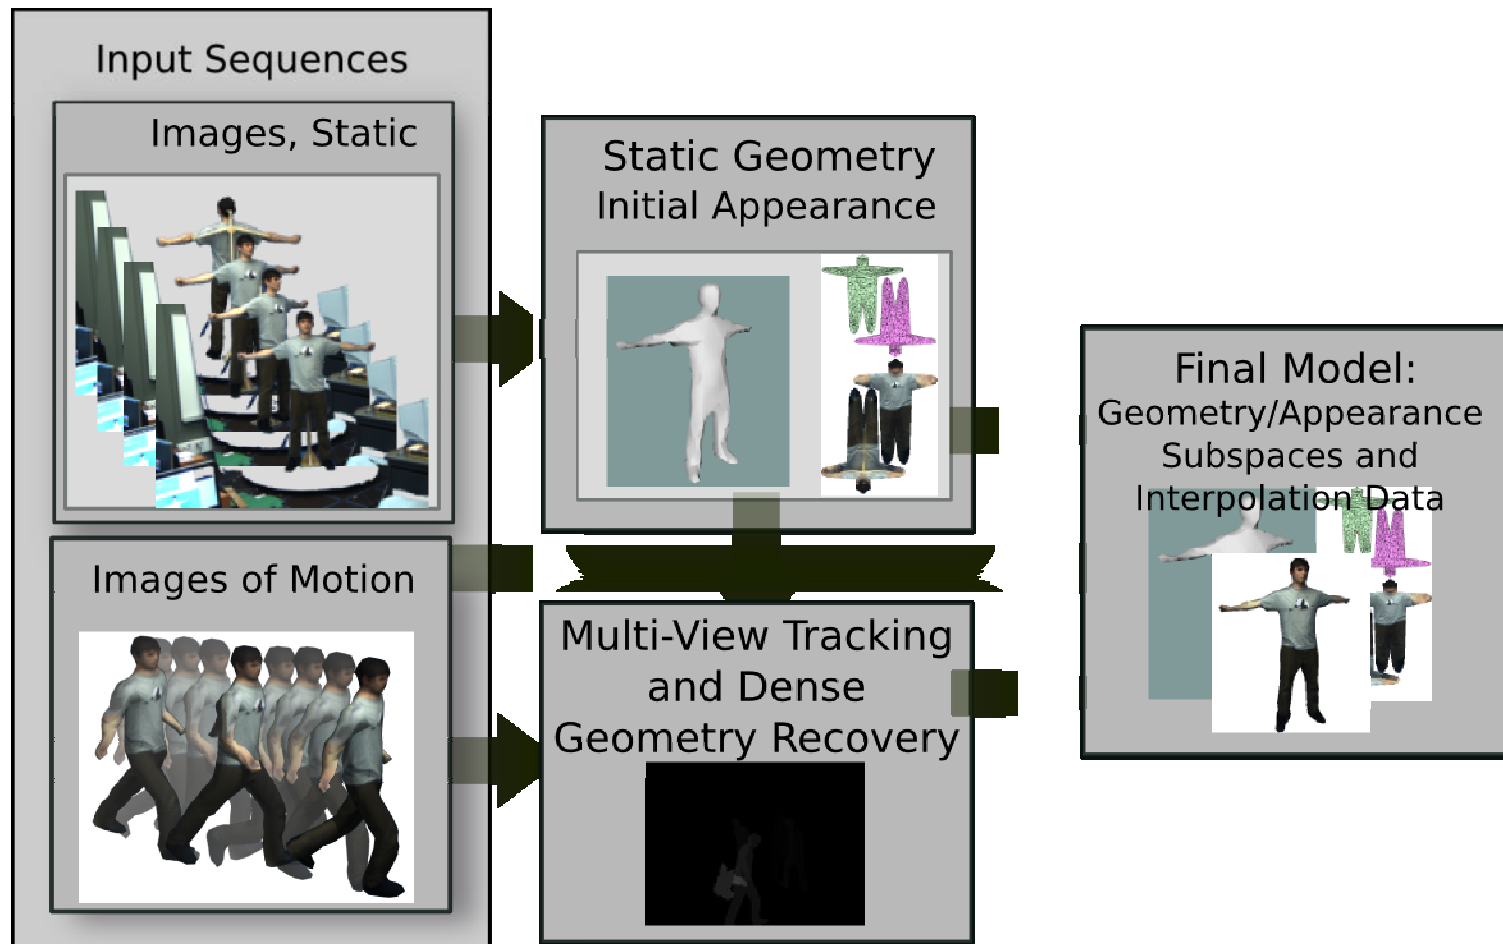 Input Sequences
Images, Static
Images of Motion
Static Geometry
Initial Appearance
Multi-View Tracking
and Dense
Geometry Recovery
Final Model:
Geometry/Appearance
Subspaces and
Interpolation Data